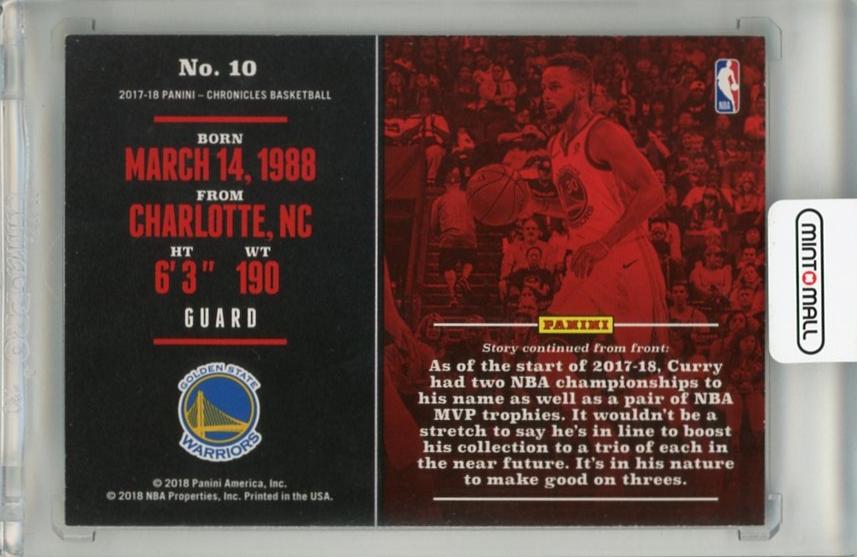 No. 10
2017-18 PANINI – CHRONICLES BASKETBALL
BORN
MARCH 14, 1988
FROM
CHARLOTTE, NC
HT WT
6' 3" 190
GUARD
GOLDEN STATE
WARRIORS
© 2018 Panini America, Inc.
© 2018 NBA Properties, Inc. Printed in the USA.
NBA
30
PANINI
Story continued from front:
As of the start of 2017-18, Curry
had two NBA championships to
his name as well as a pair of NBA
MVP trophies. It wouldn't be a
stretch to say he's in line to boost
his collection to a trio of each in
the near future. It's in his nature
to make good on threes.
MINT MALL